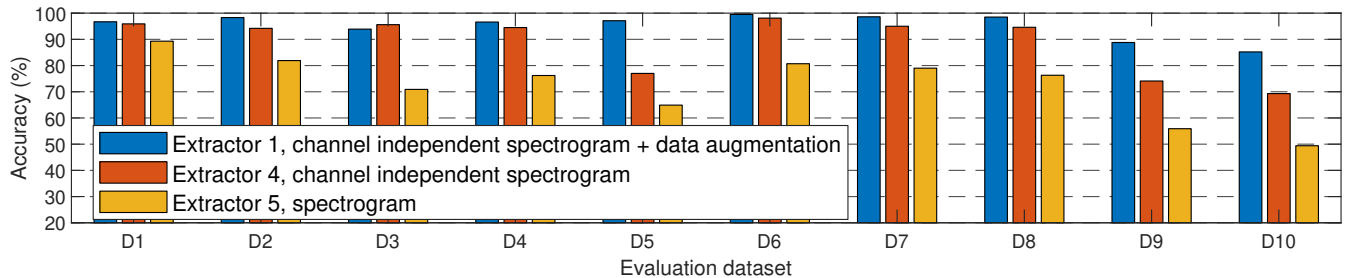 100
90
80
70
60
50
40
30
20
Accuracy (%)
Extractor 1, channel independent spectrogram + data augmentation
Extractor 4, channel independent spectrogram
Extractor 5, spectrogram
D1 D2 D3 D4 D5 D6 D7 D8 D9 D10
Evaluation dataset